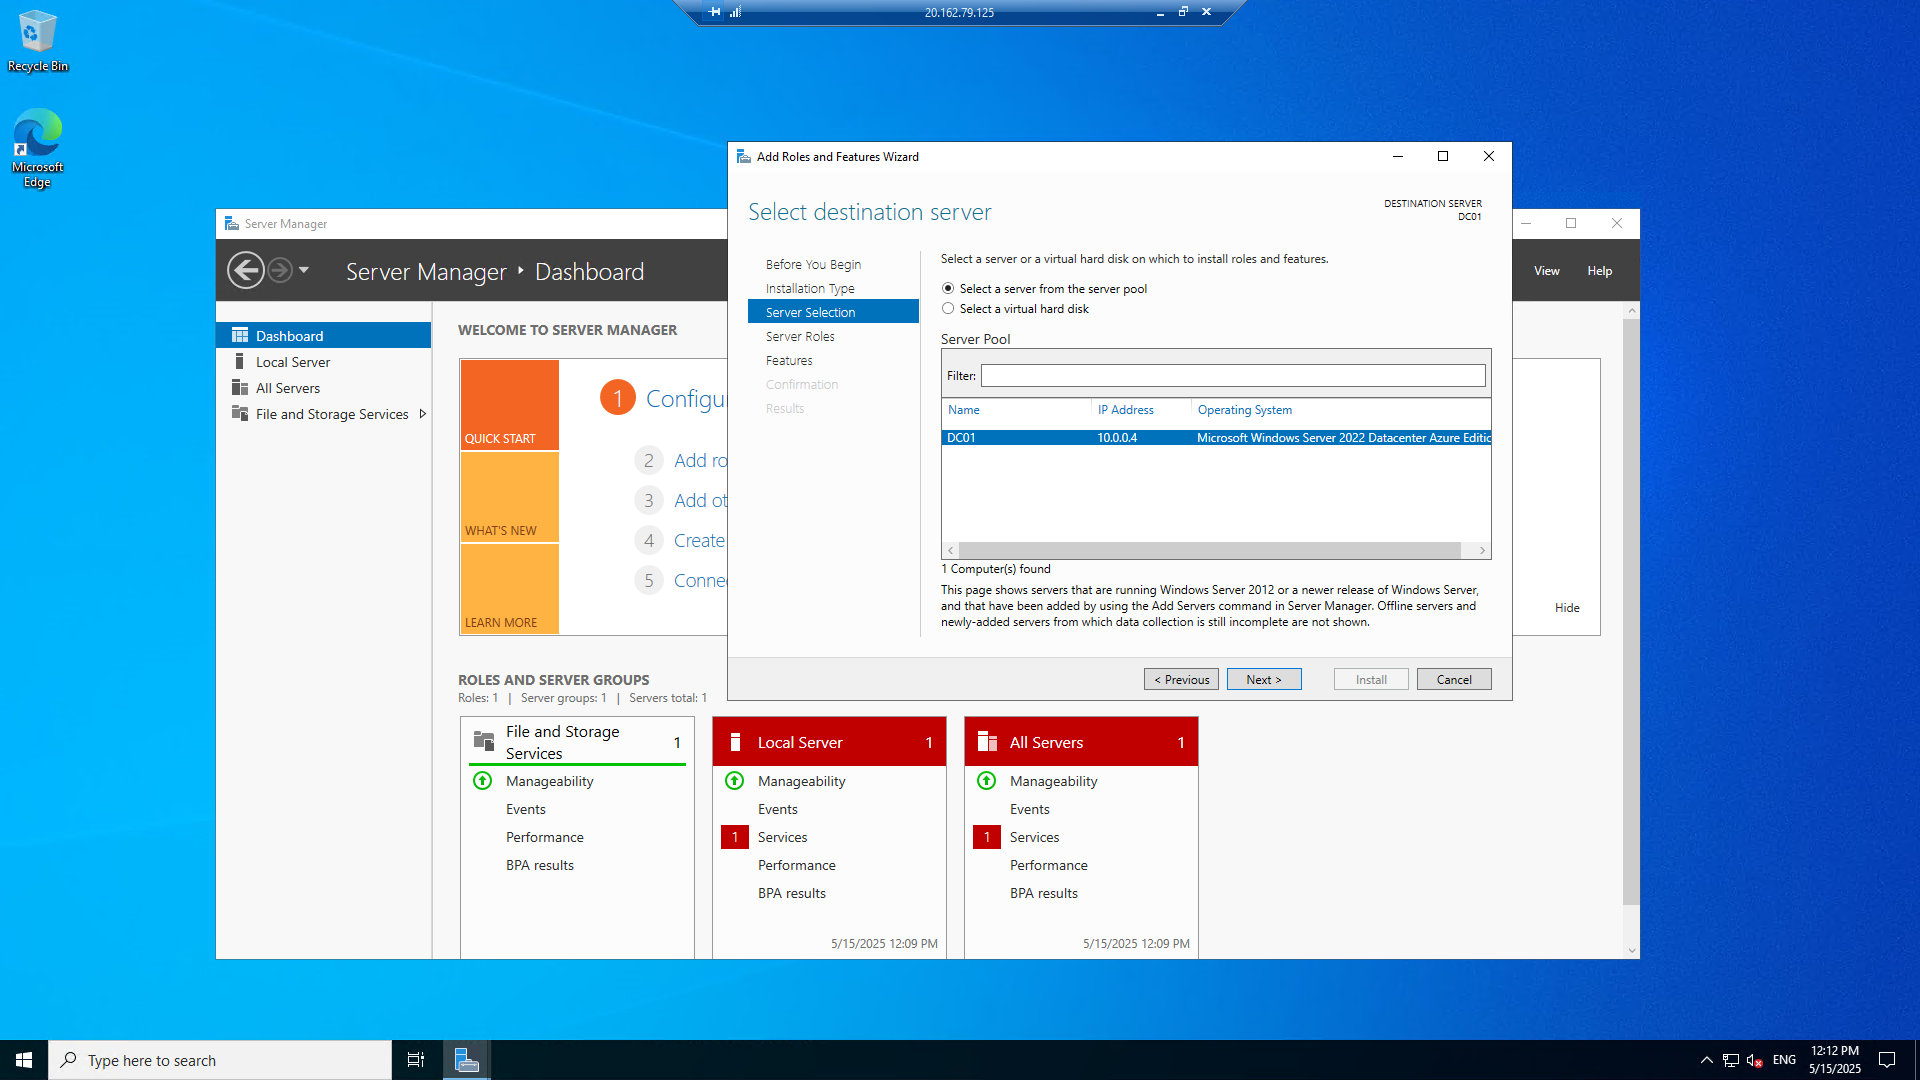 20.162.79.125
Recycle Bin
Microsoft
Edge
Add Roles and Features Wizard
Select destination server
DESTINATION SERVER
DC01
Before You Begin
Installation Type
Server Selection
Server Roles
Features
Confirmation
Results
Select a server or a virtual hard disk on which to install roles and features.
Select a server from the server pool
Select a virtual hard disk
Server Pool
Filter:
Name IP Address Operating System
DC01 10.0.0.4 Microsoft Windows Server 2022 Datacenter Azure Editic
1 Computer(s) found
This page shows servers that are running Windows Server 2012 or a newer release of Windows Server,
and that have been added by using the Add Servers command in Server Manager. Offline servers and
newly-added servers from which data collection is still incomplete are not shown.
< Previous
Next >
Install
Cancel
Server Manager
Server Manager ‣ Dashboard
View
Help
Dashboard
Local Server
All Servers
File and Storage Services
WELCOME TO SERVER MANAGER
QUICK START
WHAT'S NEW
LEARN MORE
1 Configu
2 Add ro
3 Add ot
4 Create
5 Conne
Hide
ROLES AND SERVER GROUPS
Roles: 1 | Server groups: 1 | Servers total: 1
File and Storage
Services
1
Manageability
Events
Performance
BPA results
Local Server 1
Manageability
Events
1 Services
Performance
BPA results
5/15/2025 12:09 PM
All Servers 1
Manageability
Events
1 Services
Performance
BPA results
5/15/2025 12:09 PM
Type here to search
ENG
12:12 PM
5/15/2025